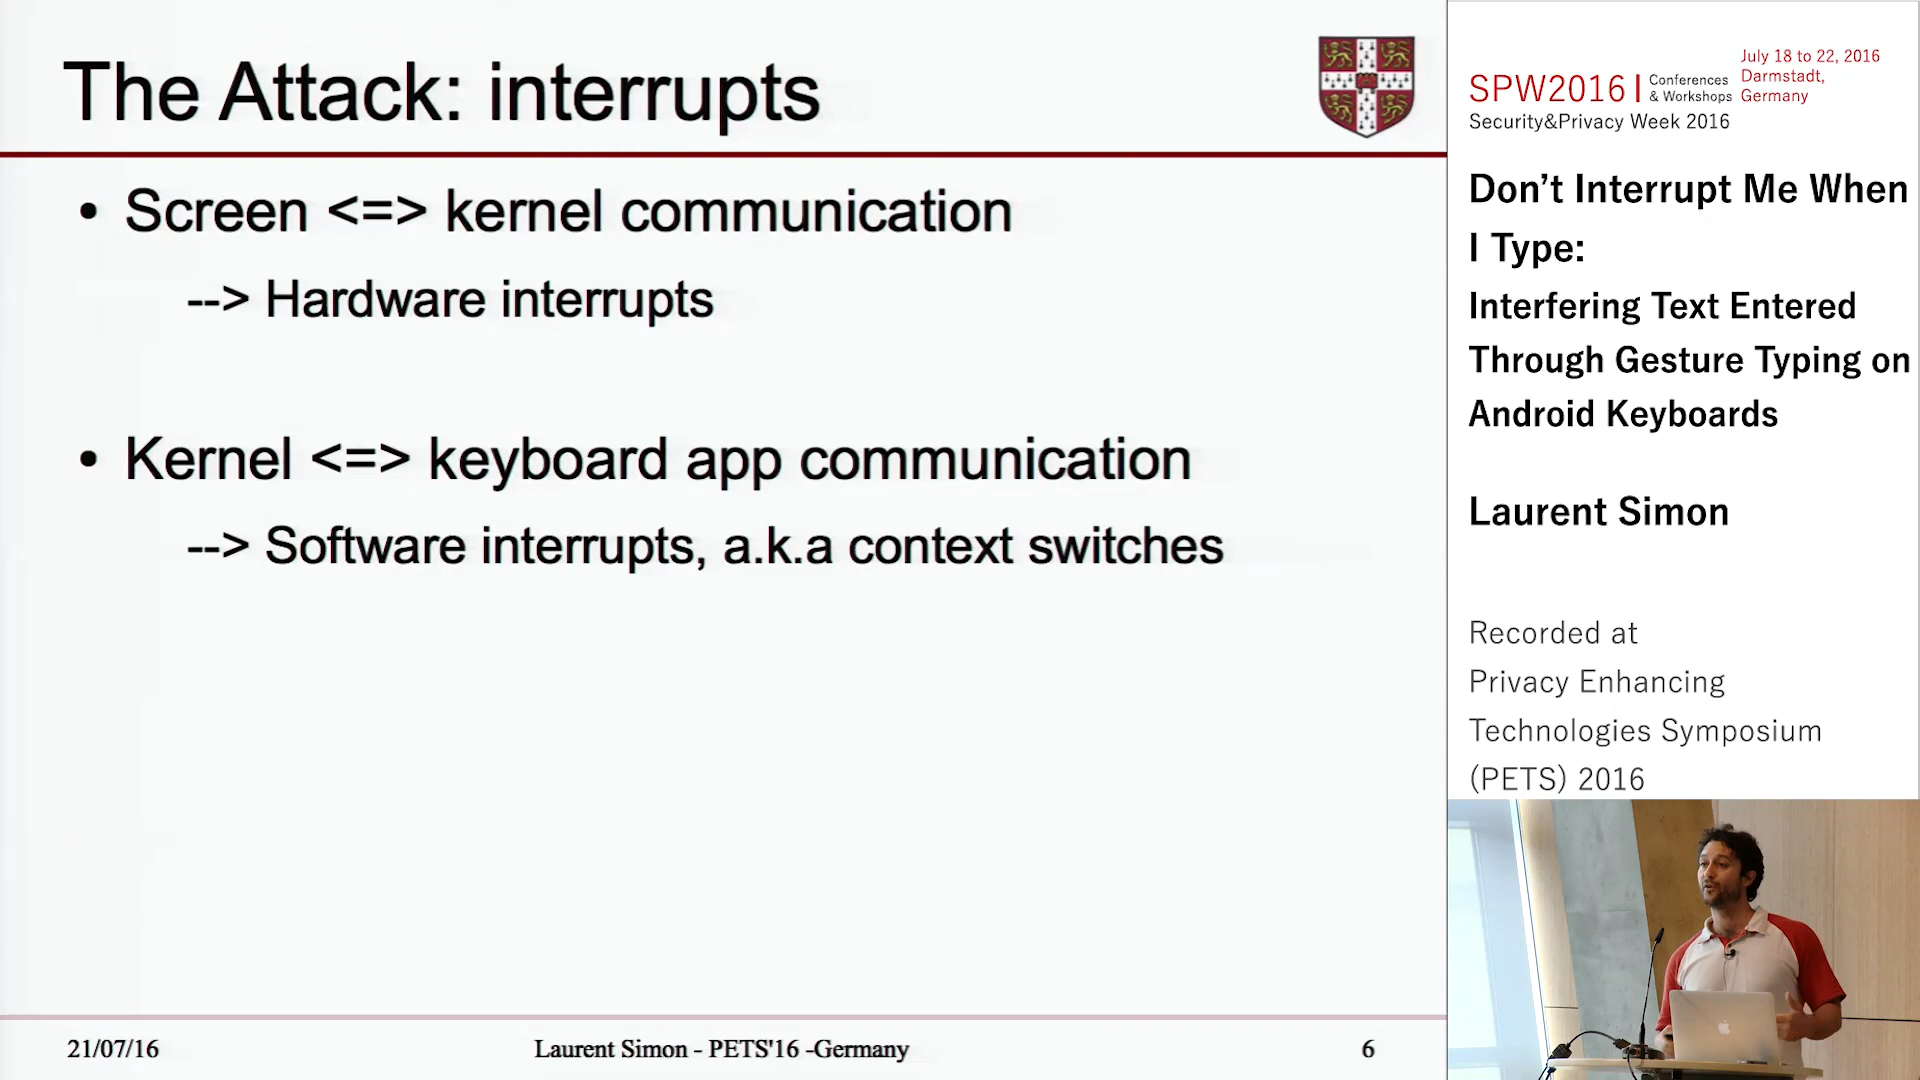 The Attack: interrupts
• Screen <=> kernel communication
--> Hardware interrupts
• Kernel <=> keyboard app communication
--> Software interrupts, a.k.a context switches
21/07/16
Laurent Simon - PETS'16 -Germany
6
SPW2016 | Conferences & Workshops
Security&Privacy Week 2016
July 18 to 22, 2016
Darmstadt,
Germany
Don’t Interrupt Me When
I Type:
Interfering Text Entered
Through Gesture Typing on
Android Keyboards
Laurent Simon
Recorded at
Privacy Enhancing
Technologies Symposium
(PETS) 2016